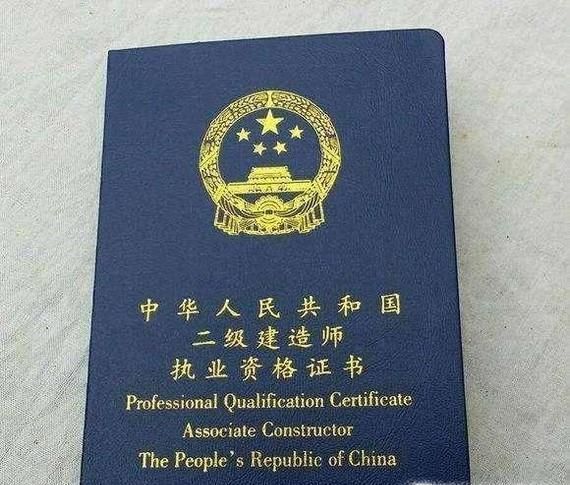 中华人民共和国
二级建造师
执业资格证书
Professional Qualification Certificate
Associate Constructor
The People's Republic of China